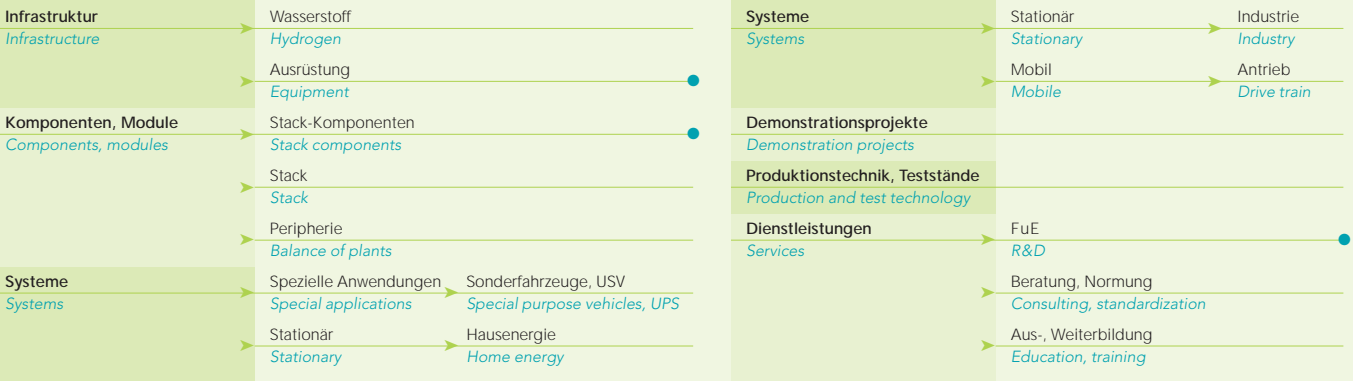 Infrastruktur
Infrastructure
Wasserstoff
Hydrogen
Ausrüstung
Equipment
Komponenten, Module
Components, modules
Stack-Komponenten
Stack components
Stack
Stack
Peripherie
Balance of plants
Systeme
Systems
Spezielle Anwendungen
Special applications
Sonderfahrzeuge, USV
Special purpose vehicles, UPS
Stationär
Stationary
Hausenergie
Home energy
Systeme
Systems
Stationär
Stationary
Industrie
Industry
Mobil
Mobile
Antrieb
Drive train
Demonstrationsprojekte
Demonstration projects
Produktionstechnik, Teststände
Production and test technology
Dienstleistungen
Services
FuE
R&D
Beratung, Normung
Consulting, standardization
Aus-, Weiterbildung
Education, training